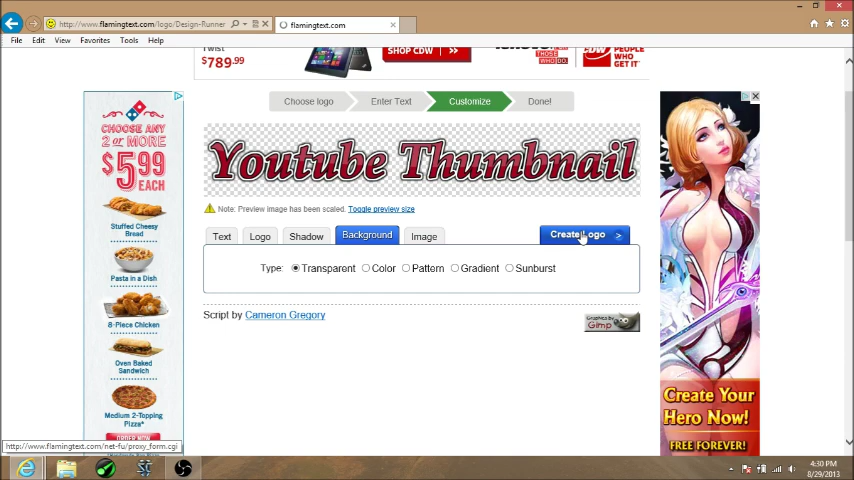 http://www.flamingtext.com/logo/Design-Runner
flamingtext.com
File Edit View Favorites Tools Help
Twist
$789.99
SHOP CDW >>
THOSE
WHO DO.
CDW
PEOPLE
WHO GET IT
CHOOSE ANY
2 OR MORE
$5.99
EACH
Stuffed Cheesy
Bread
Pasta in a Dish
8-Piece Chicken
Oven Baked
Sandwich
Medium 2-Topping
Pizza*
Choose logo Enter Text Customize Done!
Youtube Thumbnail
Note: Preview image has been scaled. Toggle preview size
Text Logo Shadow Background Image Create Logo >
Type: Transparent Color Pattern Gradient Sunburst
Script by Cameron Gregory
Graphics by
Gimp
Create Your
Hero Now!
FREE FOREVER!
http://www.flamingtext.com/net-fu/proxy_form.cgi
4:30 PM
8/29/2013